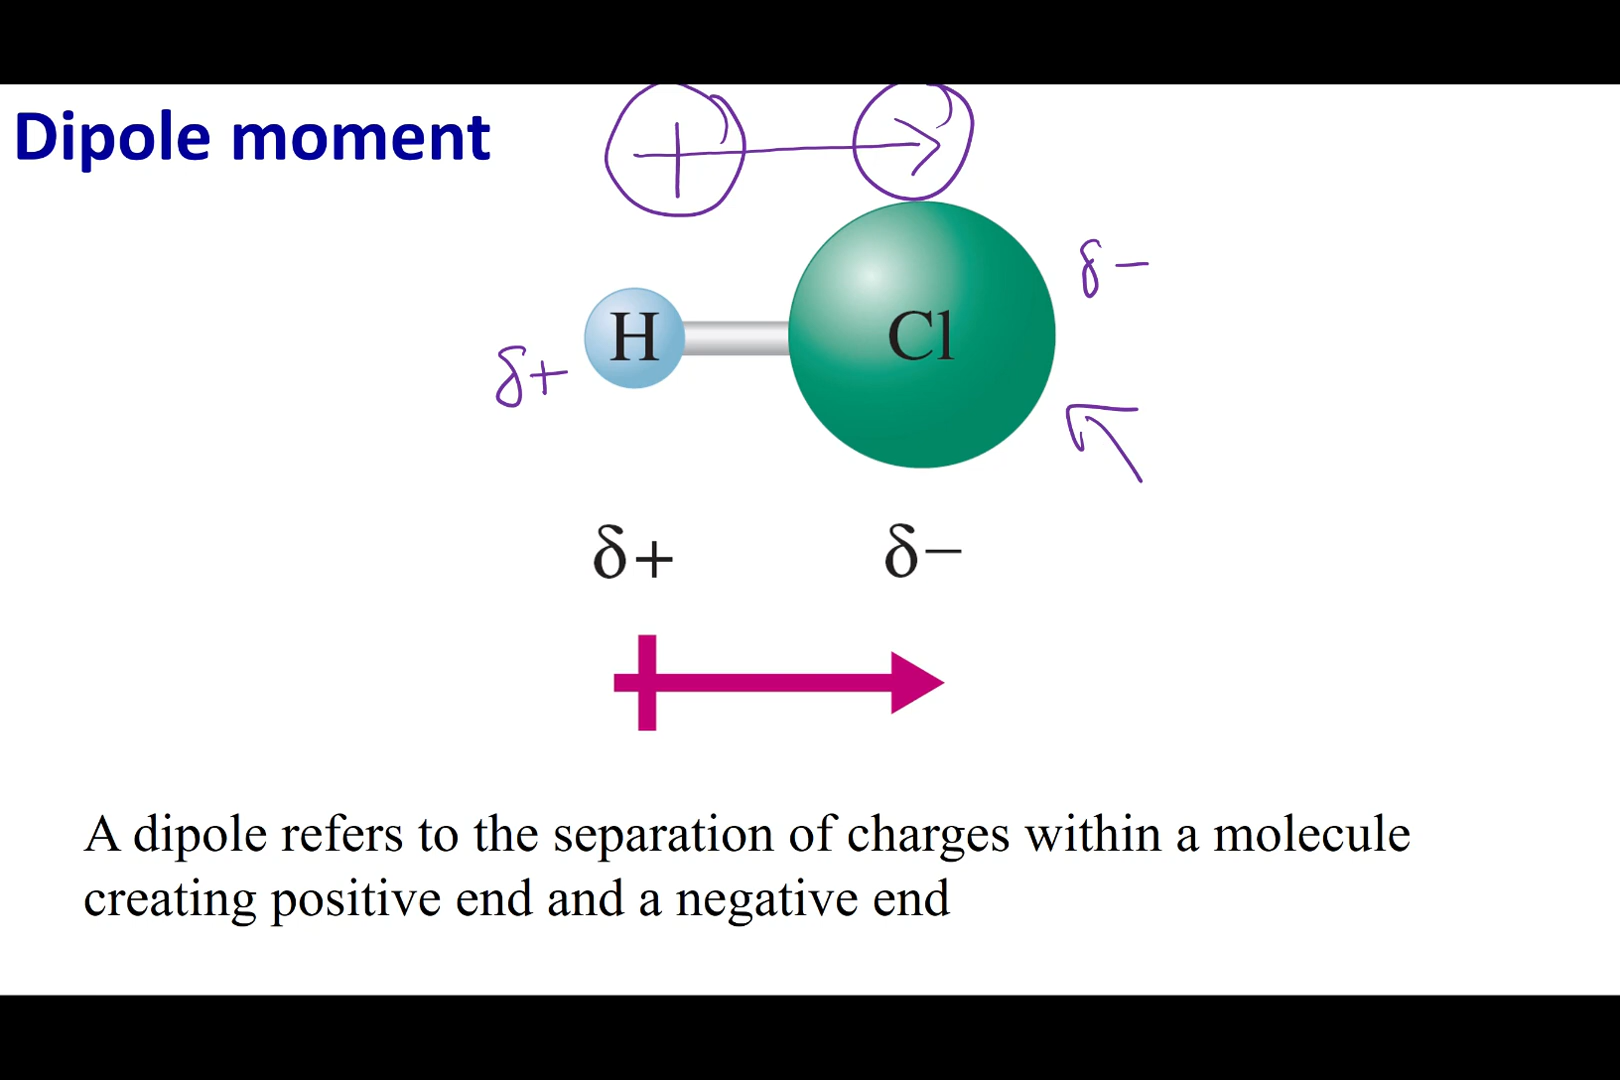 Dipole moment
δ-
H
Cl
δ+
δ+ δ−
A dipole refers to the separation of charges within a molecule
creating positive end and a negative end